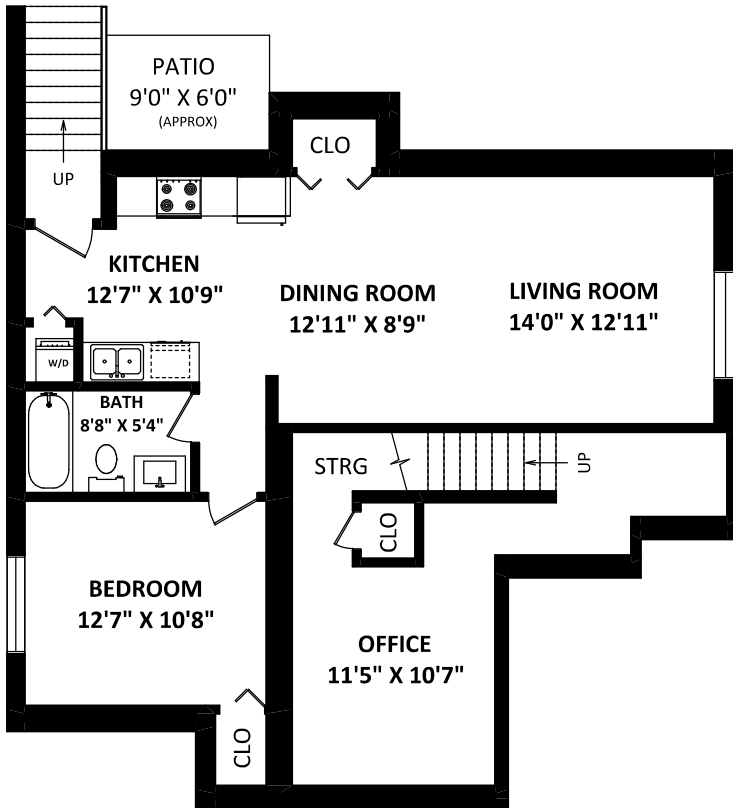 PATIO
9'0" X 6'0"
(APPROX)
CLO
UP
KITCHEN
12'7" X 10'9"
DINING ROOM
12'11" X 8'9"
LIVING ROOM
14'0" X 12'11"
W/D
BATH
8'8" X 5'4"
STRG
UP
CLO
BEDROOM
12'7" X 10'8"
OFFICE
11'5" X 10'7"
CLO